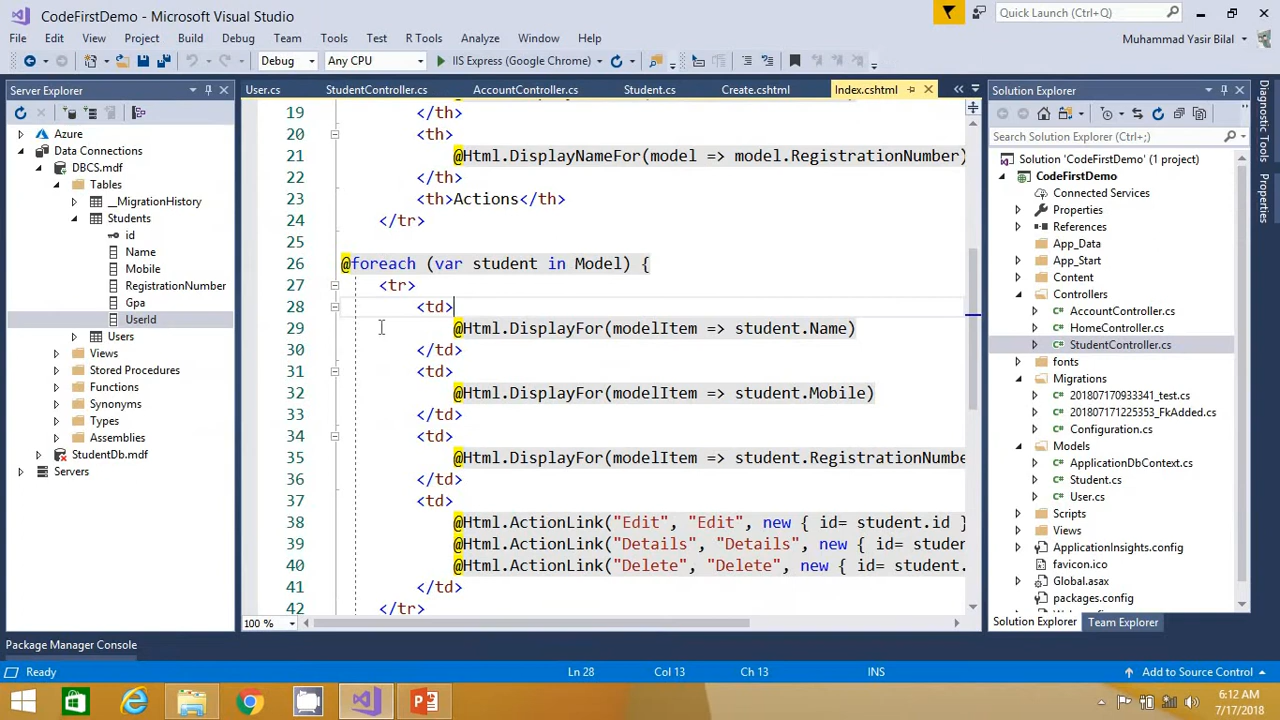 CodeFirstDemo - Microsoft Visual Studio
Quick Launch (Ctrl+Q)
File Edit View Project Build Debug Team Tools Test R Tools Analyze Window Help
Muhammad Yasir Bilal
Debug Any CPU IIS Express (Google Chrome)
Server Explorer
Azure
Data Connections
DBCS.mdf
Tables
__MigrationHistory
Students
id
Name
Mobile
RegistrationNumber
Gpa
UserId
Users
Views
Stored Procedures
Functions
Synonyms
Types
Assemblies
StudentDb.mdf
Servers
User.cs StudentController.cs AccountController.cs Student.cs Create.cshtml Index.cshtml
19 </th>
20 <th>
21 @Html.DisplayNameFor(model => model.RegistrationNumber)
22 </th>
23 <th>Actions</th>
24 </tr>
25
26 @foreach (var student in Model) {
27 <tr>
28 <td>
29 @Html.DisplayFor(modelItem => student.Name)
30 </td>
31 <td>
32 @Html.DisplayFor(modelItem => student.Mobile)
33 </td>
34 <td>
35 @Html.DisplayFor(modelItem => student.RegistrationNumbe
36 </td>
37 <td>
38 @Html.ActionLink("Edit", "Edit", new { id= student.id }
39 @Html.ActionLink("Details", "Details", new { id= studen
40 @Html.ActionLink("Delete", "Delete", new { id= student.
41 </td>
42 </tr>
100 %
Solution Explorer
Search Solution Explorer (Ctrl+;)
Solution 'CodeFirstDemo' (1 project)
CodeFirstDemo
Connected Services
Properties
References
App_Data
App_Start
Content
Controllers
AccountController.cs
HomeController.cs
StudentController.cs
fonts
Migrations
201807170933341_test.cs
201807171225353_FkAdded.cs
Configuration.cs
Models
ApplicationDbContext.cs
Student.cs
User.cs
Scripts
Views
ApplicationInsights.config
favicon.ico
Global.asax
packages.config
Solution Explorer Team Explorer
Diagnostic Tools
Properties
Package Manager Console
Ready Ln 28 Col 13 Ch 13 INS Add to Source Control
6:12 AM
7/17/2018